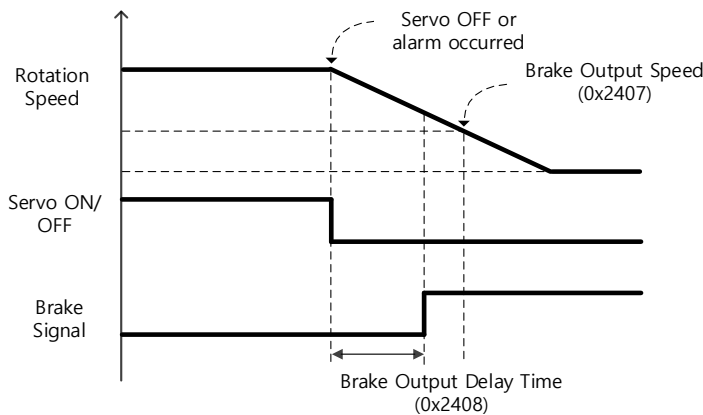 Servo OFF or
alarm occurred
Rotation
Speed
Brake Output Speed
(0x2407)
Servo ON/
OFF
Brake
Signal
Brake Output Delay Time
(0x2408)